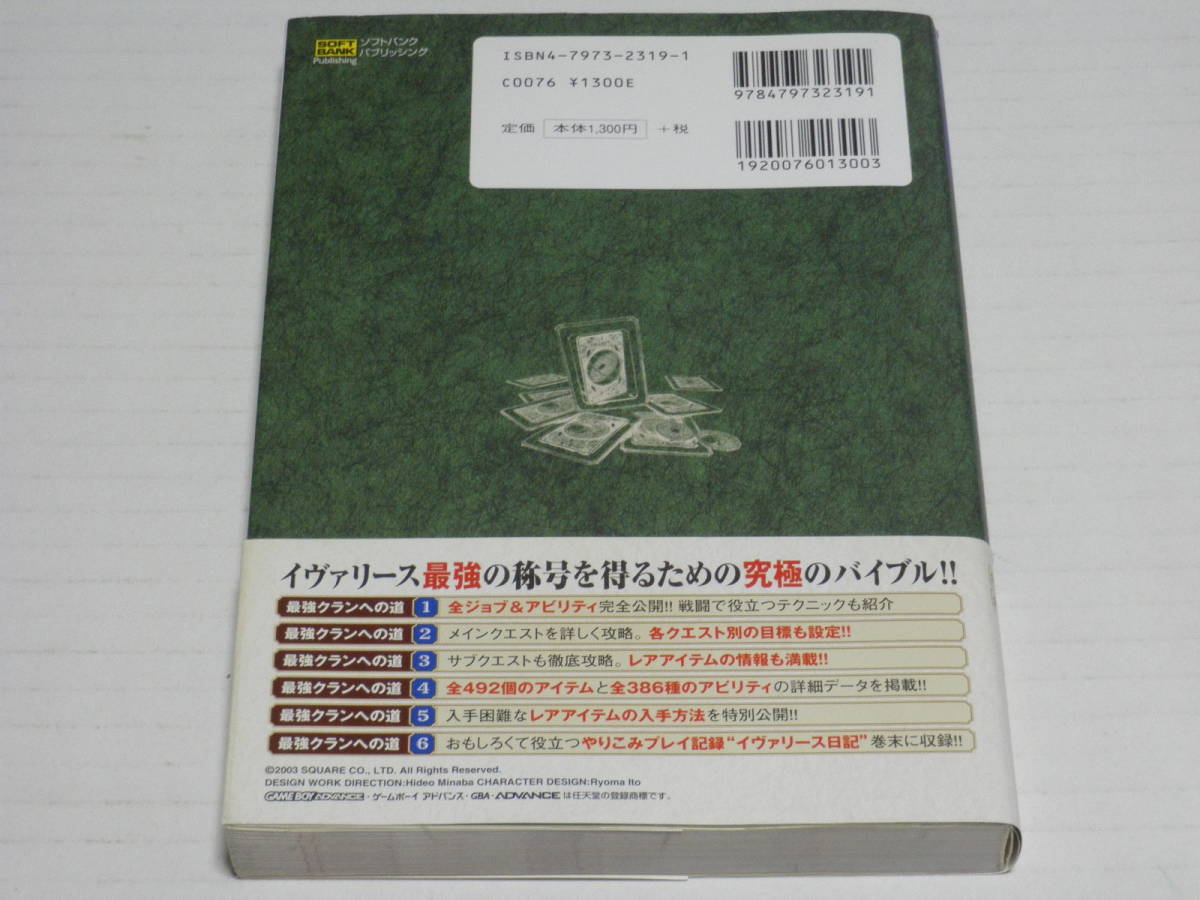 SOFT BANK Publishing
ソフトバンク
パブリッシング
ISBN4-7973-2319-1
C0076 ¥1300E
定価 本体1,300円 +税
9784797323191
1920076013003
イヴァリース最強の称号を得るための究極のバイブル!!
最強クランへの道 1 全ジョブ&アビリティ完全公開!! 戦闘で役立つテクニックも紹介
最強クランへの道 2 メインクエストを詳しく攻略。各クエスト別の目標も設定!!
最強クランへの道 3 サブクエストも徹底攻略。レアアイテムの情報も満載!!
最強クランへの道 4 全492個のアイテムと全386種のアビリティの詳細データを掲載!!
最強クランへの道 5 入手困難なレアアイテムの入手方法を特別公開!!
最強クランへの道 6 おもしろくて役立つやりこみプレイ記録“イヴァリース日記”巻末に収録!!
©2003 SQUARE CO., LTD. All Rights Reserved.
DESIGN WORK DIRECTION:Hideo Minaba CHARACTER DESIGN:Ryoma Ito
GAME BOY ADVANCE・ゲームボーイ アドバンス・GBA・ADVANCEは任天堂の登録商標です。